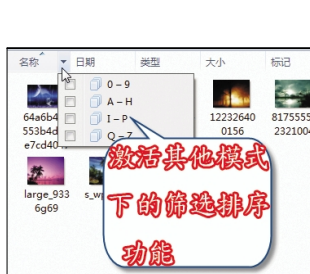 名称 日期 类型 大小 标记
0 – 9
A – H
I – P
Q – Z
64a6b4
553b4d
e7cd40
12232640
0156
8175555
2321004
large_933
6g69
s_wp
激活其他模式
下的筛选排序
功能